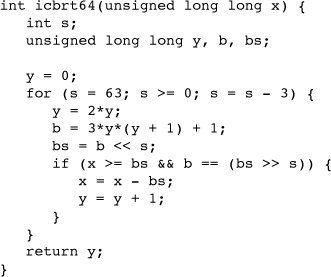 int icbrt64(unsigned long long x) {
   int s;
   unsigned long long y, b, bs;

   y = 0;
   for (s = 63; s >= 0; s = s - 3) {
      y = 2*y;
      b = 3*y*(y + 1) + 1;
      bs = b << s;
      if (x >= bs && b == (bs >> s)) {
         x = x - bs;
         y = y + 1;
      }
   }
   return y;
}